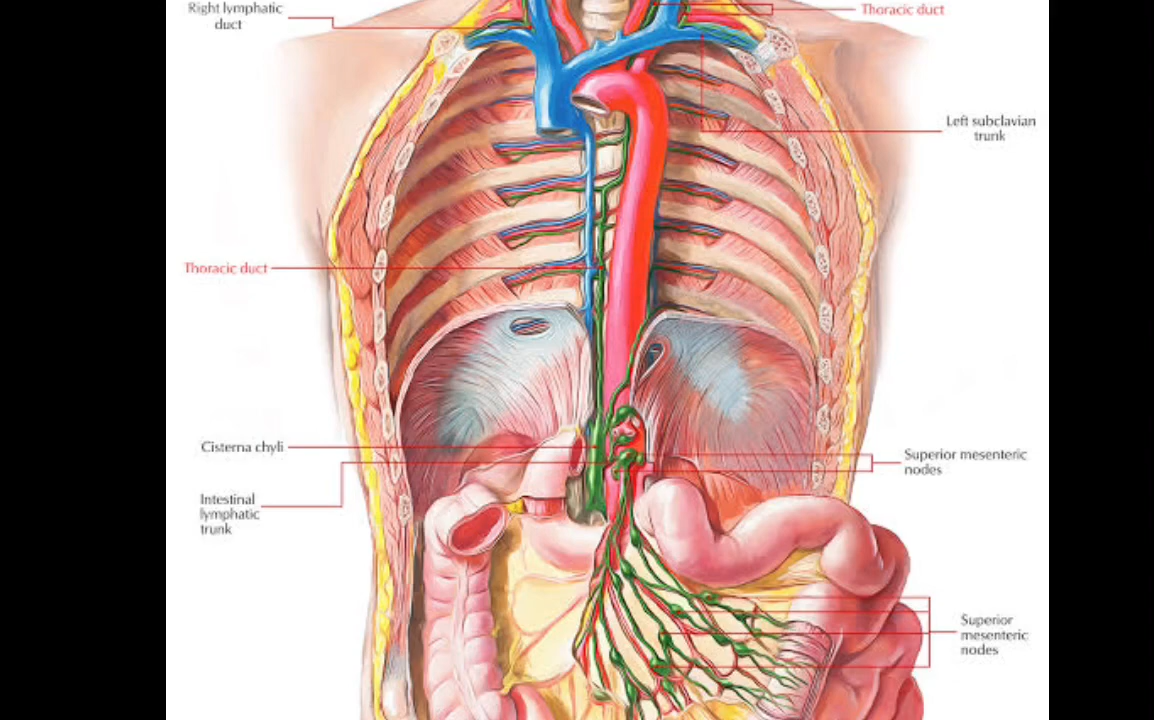 Right lymphatic
duct
Thoracic duct
Left subclavian
trunk
Thoracic duct
Cisterna chyli
Superior mesenteric
nodes
Intestinal
lymphatic
trunk
Superior
mesenteric
nodes